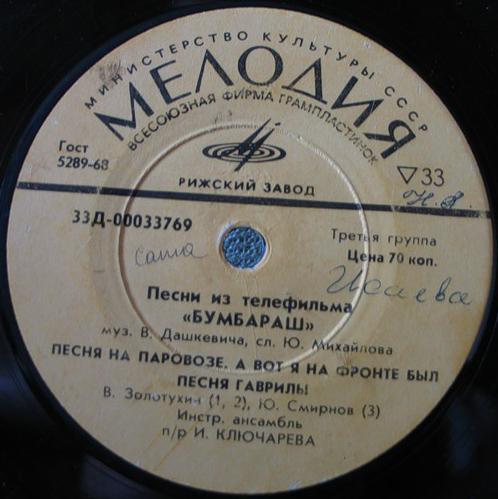 МИНИСТЕРСТВО КУЛЬТУРЫ СССР
МЕЛОДИЯ
ВСЕСОЮЗНАЯ ФИРМА ГРАМПЛАСТИНОК
Гост
5289-68
РИЖСКИЙ ЗАВОД
33
Н.В.
33Д-00033769
Третья группа
Цена 70 коп.
Саша
Исаева
Песни из телефильма
«БУМБАРАШ»
муз. В. Дашкевича, сл. Ю. Михайлова
ПЕСНЯ НА ПАРОВОЗЕ, А ВОТ Я НА ФРОНТЕ БЫЛ
ПЕСНЯ ГАВРИЛЫ
В. Золотухин (1, 2), Ю. Смирнов (3)
Инстр. ансамбль
п/р И. КЛЮЧАРЕВА